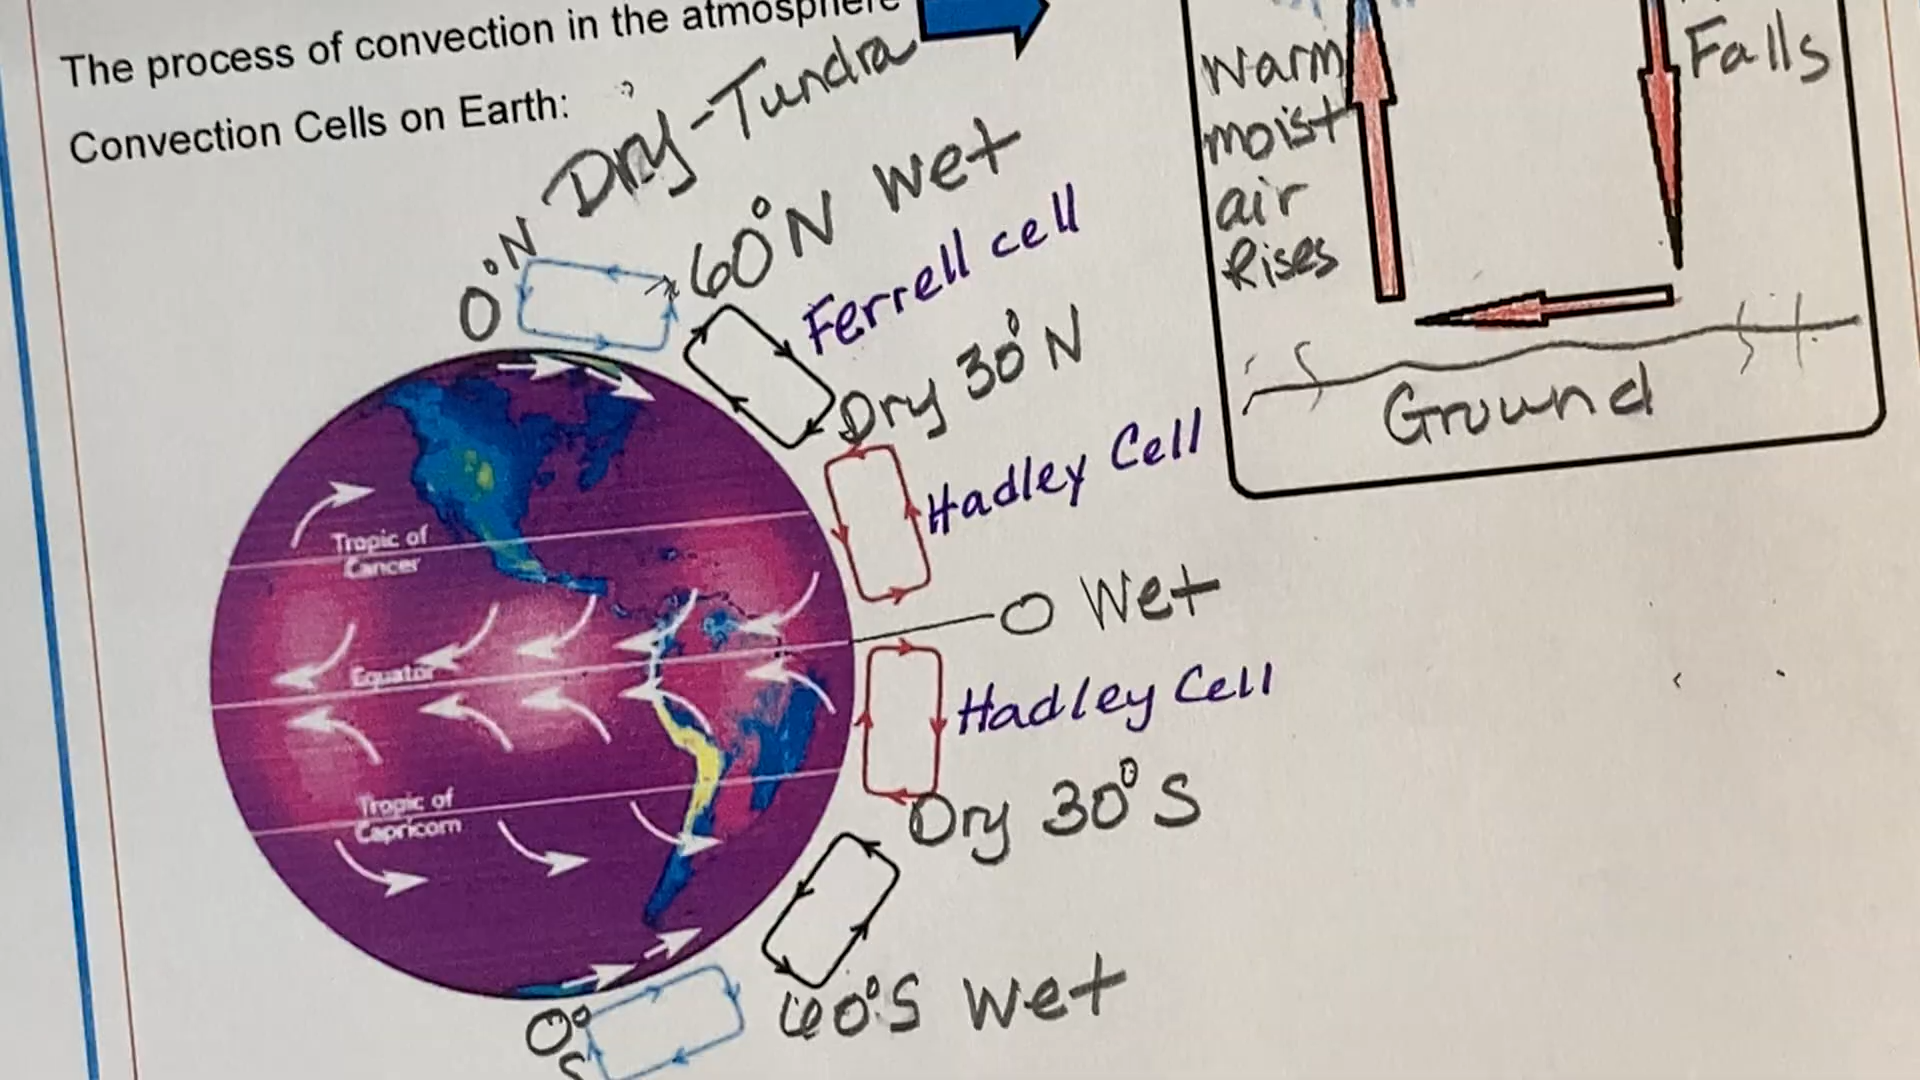 The process of convection in the atmosphere
Convection Cells on Earth:
Dry-Tundra
0°N
60°N Wet
Ferrell cell
Dry 30°N
Hadley Cell
0 Wet
Hadley Cell
Dry 30° S
60°S Wet
0°S
Tropic of
Cancer
Equator
Tropic of
Capricorn
Warm
moist
air
Rises
Falls
Ground